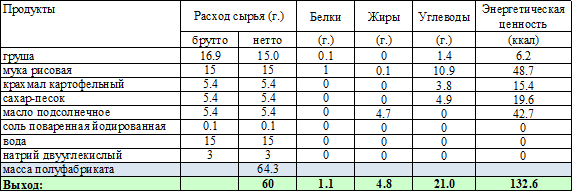 Продукты Расход сырья (г.) Белки Жиры Углеводы Энергетическая ценность
брутто нетто (г.) (г.) (г.) (ккал)
груша 16.9 15.0 0.1 0 1.4 6.2
мука рисовая 15 15 1 0.1 10.9 48.7
крахмал картофельный 5.4 5.4 0 0 3.8 15.4
сахар-песок 5.4 5.4 0 0 4.9 19.6
масло подсолнечное 5.4 5.4 0 4.7 0 42.7
соль поваренная йодированная 0.1 0.1 0 0 0 0
вода 15 15 0 0 0 0
натрий двууглекислый 3 3 0 0 0 0
масса полуфабриката 64.3
Выход: 60 1.1 4.8 21.0 132.6